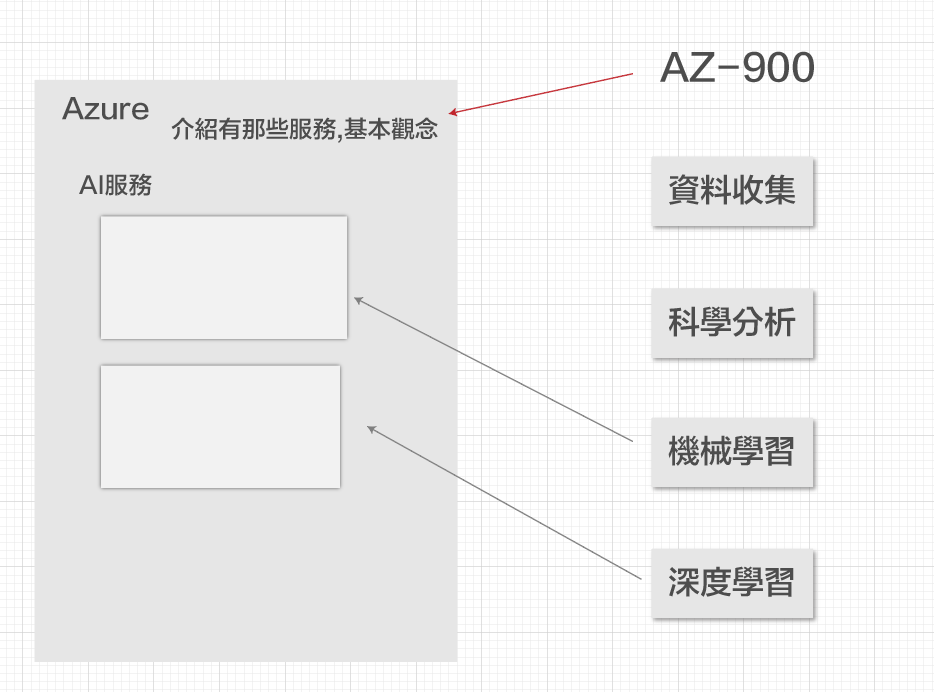 AZ-900
Azure
介紹有那些服務,基本觀念
AI服務
資料收集
科學分析
機械學習
深度學習